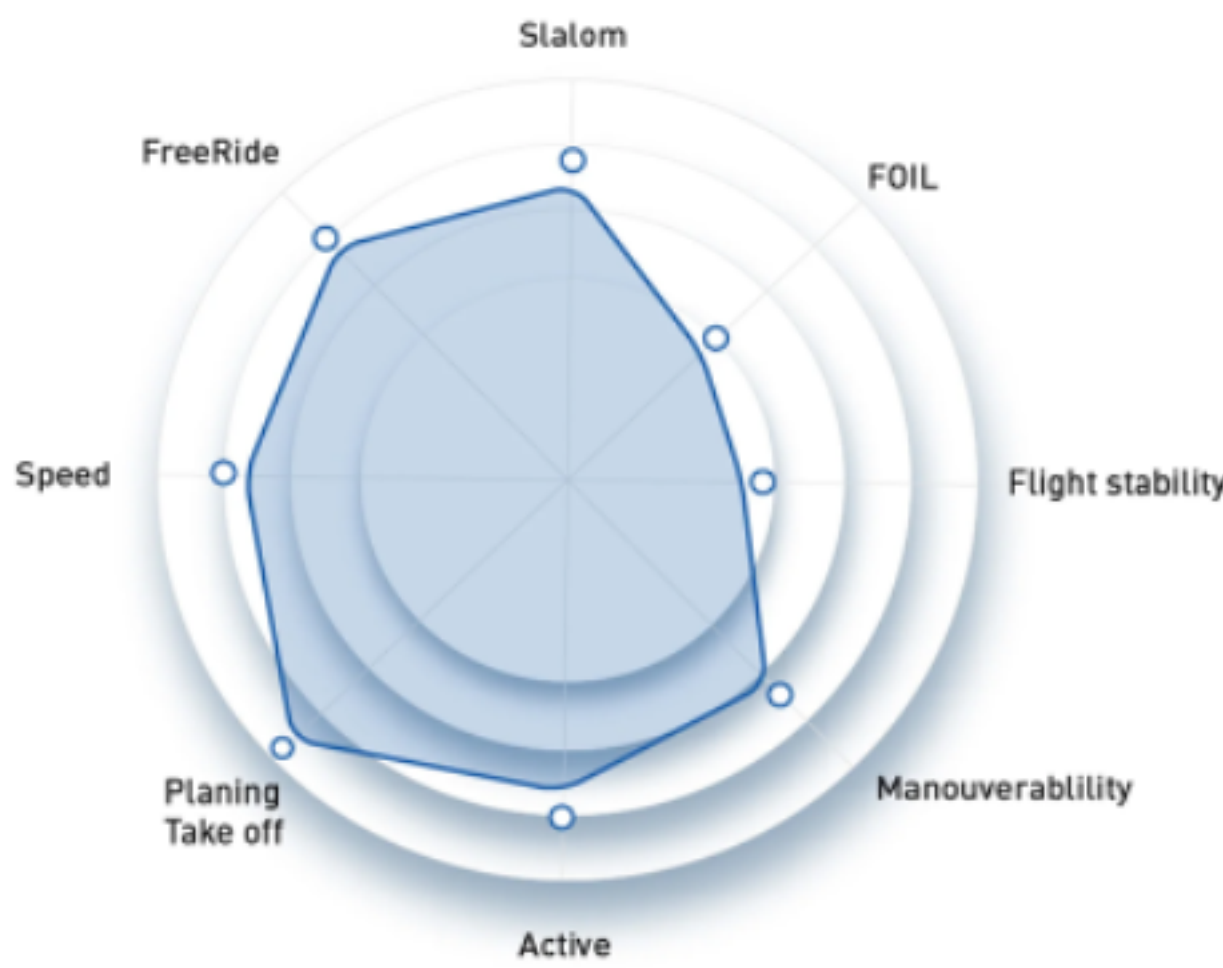 Slalom
FreeRide
FOIL
Speed
Flight stability
Planing
Take off
Manouverablility
Active